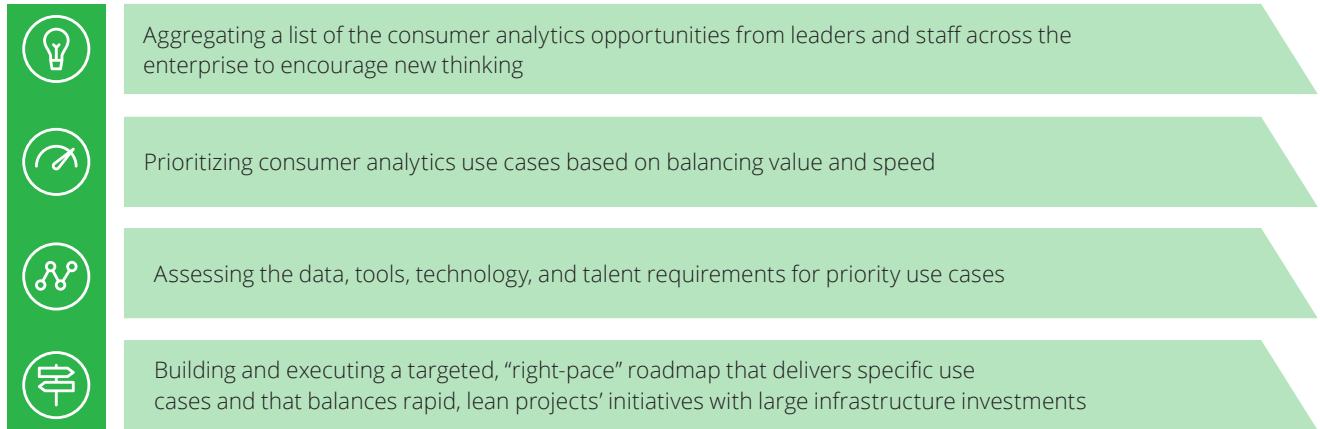 Aggregating a list of the consumer analytics opportunities from leaders and staff across the
enterprise to encourage new thinking
Prioritizing consumer analytics use cases based on balancing value and speed
Assessing the data, tools, technology, and talent requirements for priority use cases
Building and executing a targeted, “right-pace” roadmap that delivers specific use
cases and that balances rapid, lean projects’ initiatives with large infrastructure investments